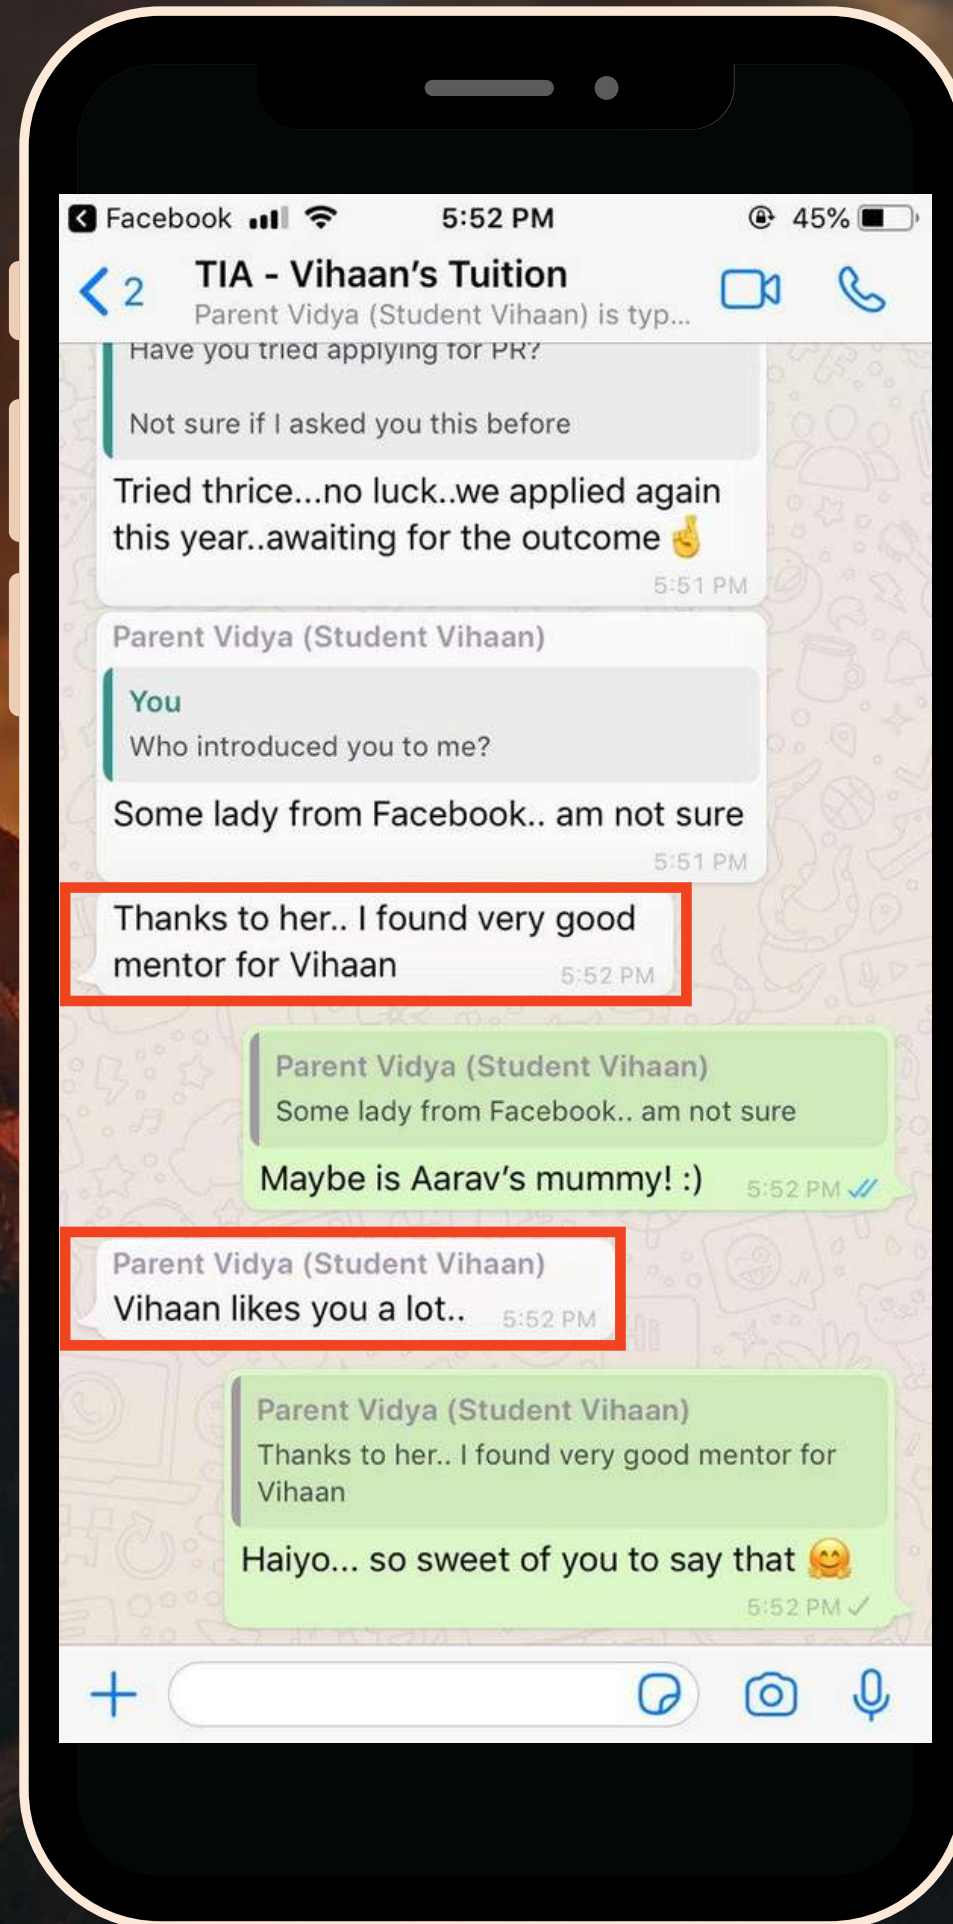 Facebook 5:52 PM 45%
2 TIA - Vihaan's Tuition
Parent Vidya (Student Vihaan) is typ...
Have you tried applying for PR?
Not sure if I asked you this before
Tried thrice...no luck..we applied again
this year..awaiting for the outcome 🤞
5:51 PM
Parent Vidya (Student Vihaan)
You
Who introduced you to me?
Some lady from Facebook.. am not sure
5:51 PM
Thanks to her.. I found very good
mentor for Vihaan 5:52 PM
Parent Vidya (Student Vihaan)
Some lady from Facebook.. am not sure
Maybe is Aarav's mummy! :) 5:52 PM
Parent Vidya (Student Vihaan)
Vihaan likes you a lot.. 5:52 PM
Parent Vidya (Student Vihaan)
Thanks to her.. I found very good mentor for
Vihaan
Haiyo... so sweet of you to say that 🤗
5:52 PM